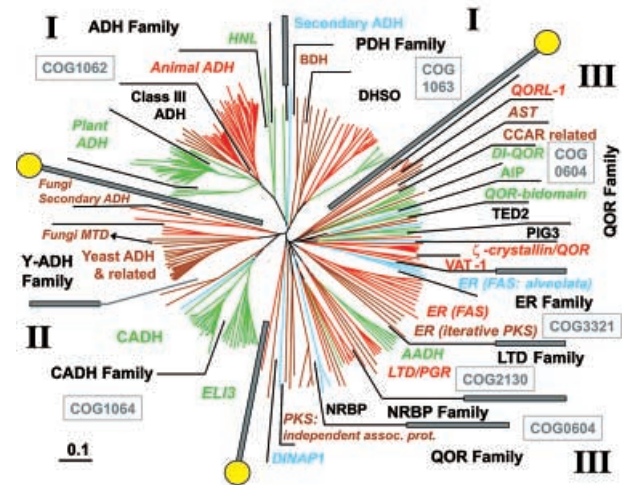 I
ADH Family
HNL
Secondary ADH
I
PDH Family
BDH
COG
1063
III
COG1062
Animal ADH
Class III
ADH
DHSO
QORL-1
AST
CCAR related
DI-QOR
COG
0604
AIP
QOR-bidomain
TED2
PIG3
QOR Family
Plant
ADH
Fungi
Secondary ADH
Fungi MTD
Yeast ADH
& related
Y-ADH
Family
ζ-crystallin/QOR
VAT-1
ER (FAS: alveolata)
ER Family
ER (FAS)
ER (iterative PKS)
COG3321
II
CADH
AADH
LTD Family
CADH Family
LTD/PGR
COG2130
COG1064
ELI3
NRBP
NRBP Family
PKS:
independent assoc. prot.
COG0604
0.1
DINAP1
QOR Family
III